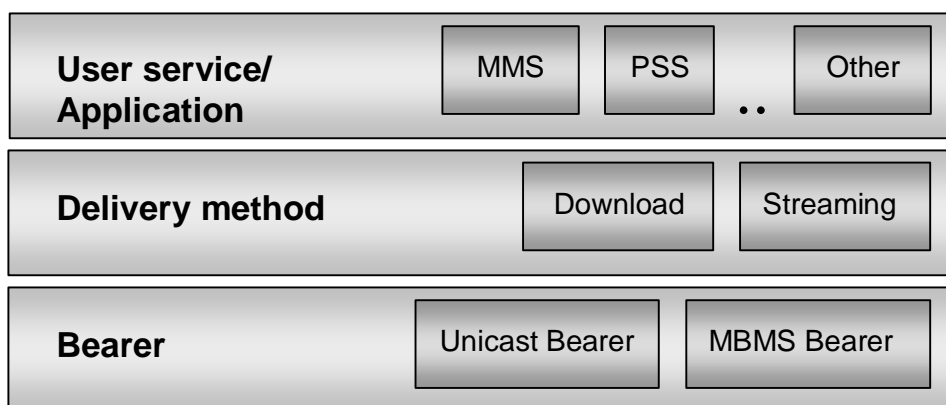 User service/
Application
MMS
PSS
..
Other
Delivery method
Download
Streaming
Bearer
Unicast Bearer
MBMS Bearer